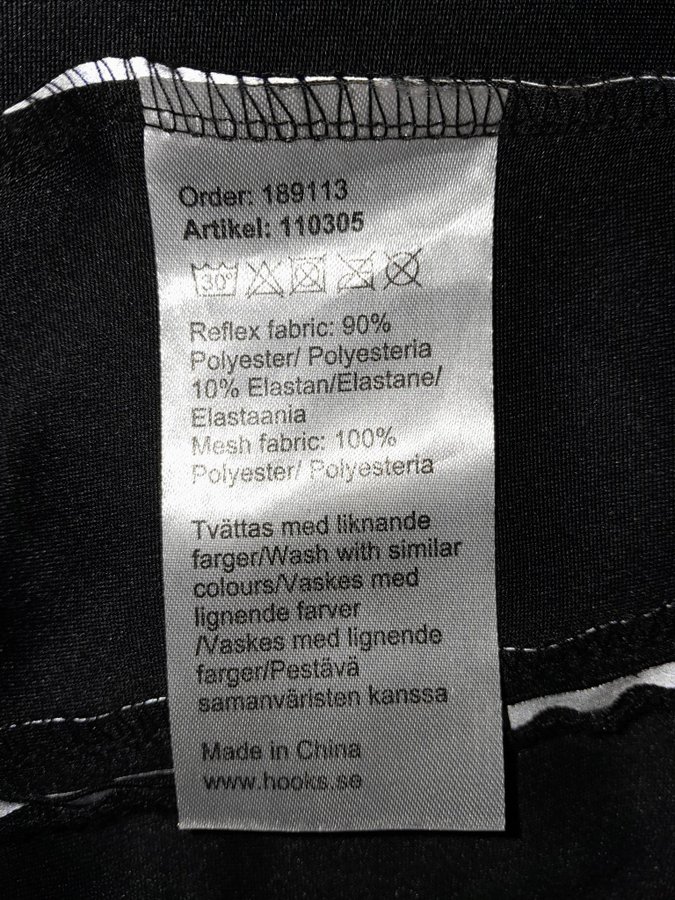 Order: 189113
Artikel: 110305
30°
Reflex fabric: 90%
Polyester/ Polyesteria
10% Elastan/Elastane/
Elastaania
Mesh fabric: 100%
Polyester/ Polyesteria
Tvättas med liknande
farger/Wash with similar
colours/Vaskes med
lignende farver
/Vaskes med lignende
farger/Pestävä
samanväristen kanssa
Made in China
www.hooks.se